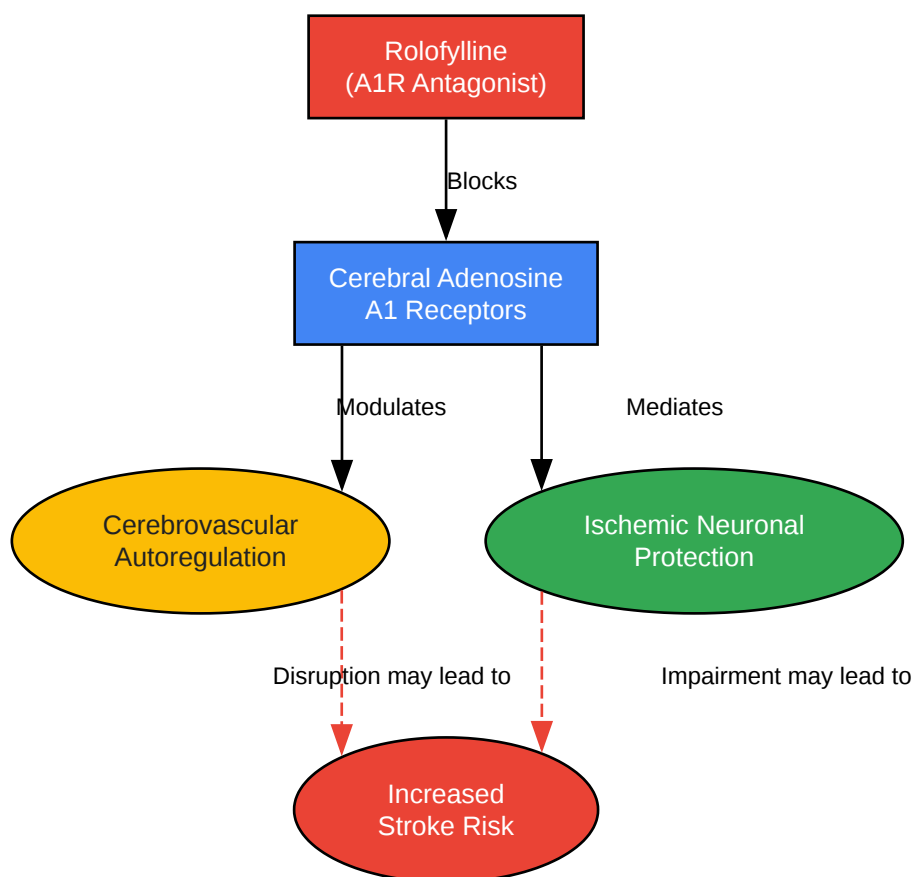 Rolofylline
(A1R Antagonist)
Blocks
Cerebral Adenosine
A1 Receptors
Modulates
Mediates
Cerebrovascular
Autoregulation
Ischemic Neuronal
Protection
Disruption may lead to
Impairment may lead to
Increased
Stroke Risk